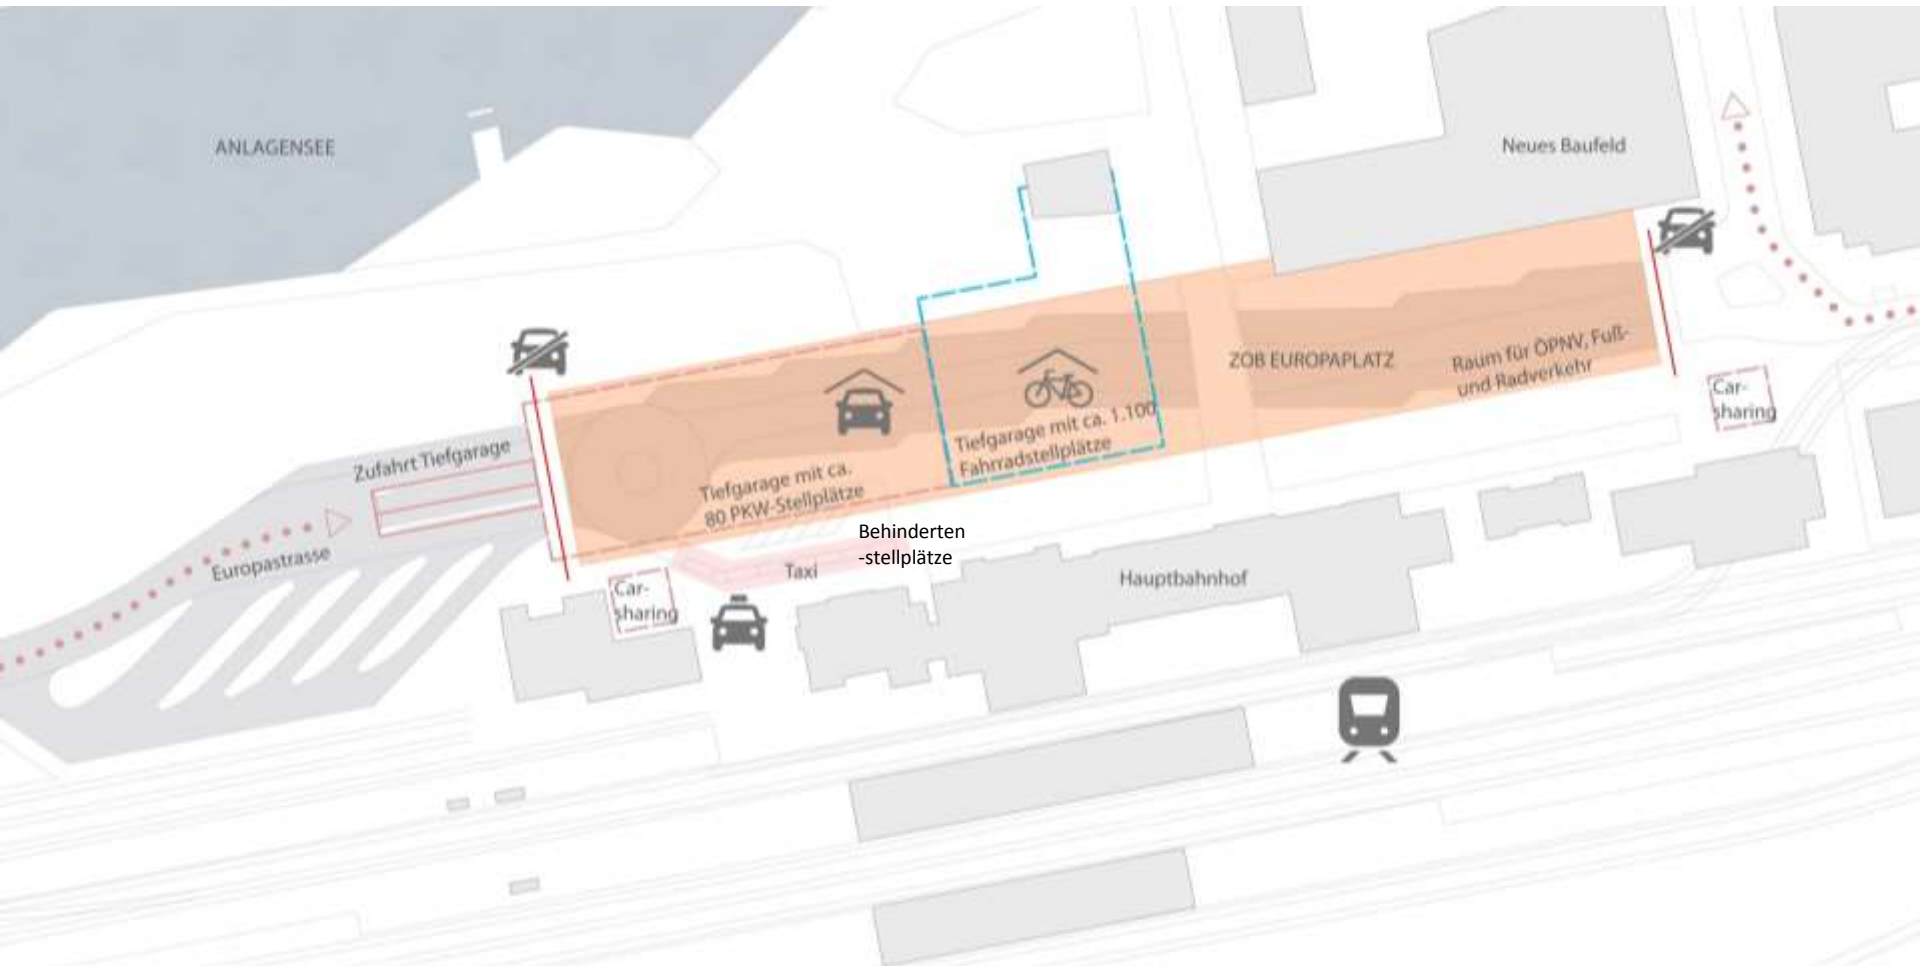 ANLAGENSEE
Neues Baufeld
ZOB EUROPAPLATZ
Raum für ÖPNV, Fuß-
und Radverkehr
Car-
sharing
Tiefgarage mit ca. 1.100
Fahrradstellplätze
Zufahrt Tiefgarage
Tiefgarage mit ca.
80 PKW-Stellplätze
Europastrasse
Behinderten
-stellplätze
Taxi
Car-
sharing
Hauptbahnhof